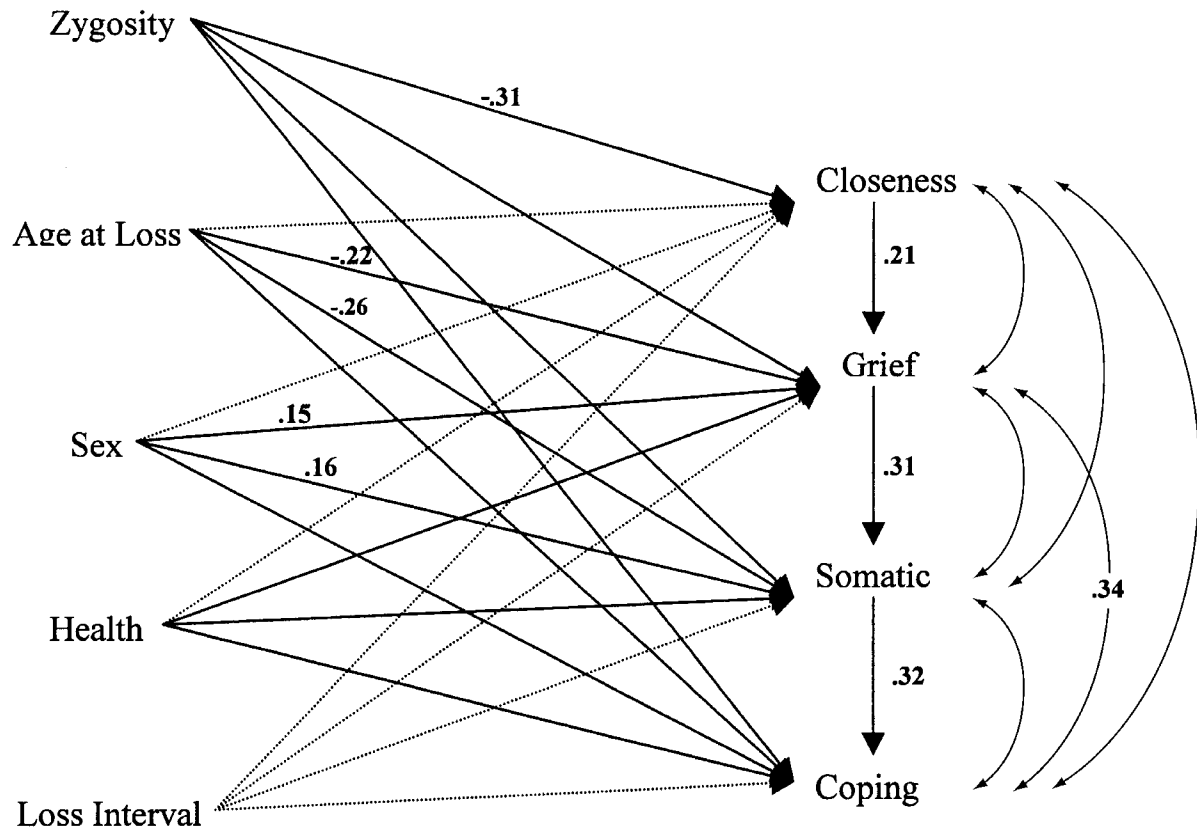 Zygosity
-.31
Closeness
Age at Loss
-.22
.21
-.26
Grief
.15
Sex
.16
.31
Somatic
.34
Health
.32
Coping
Loss Interval